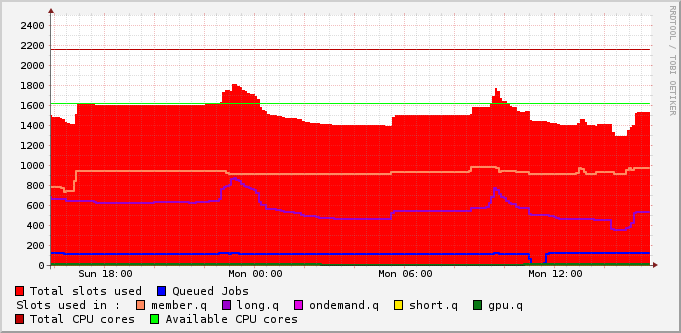 2400
2200
2000
1800
1600
1400
1200
1000
800
600
400
200
0
Sun 18:00 Mon 00:00 Mon 06:00 Mon 12:00
Total slots used Queued Jobs
Slots used in : member.q long.q ondemand.q short.q gpu.q
Total CPU cores Available CPU cores
RRDTOOL / TOBI OETIKER